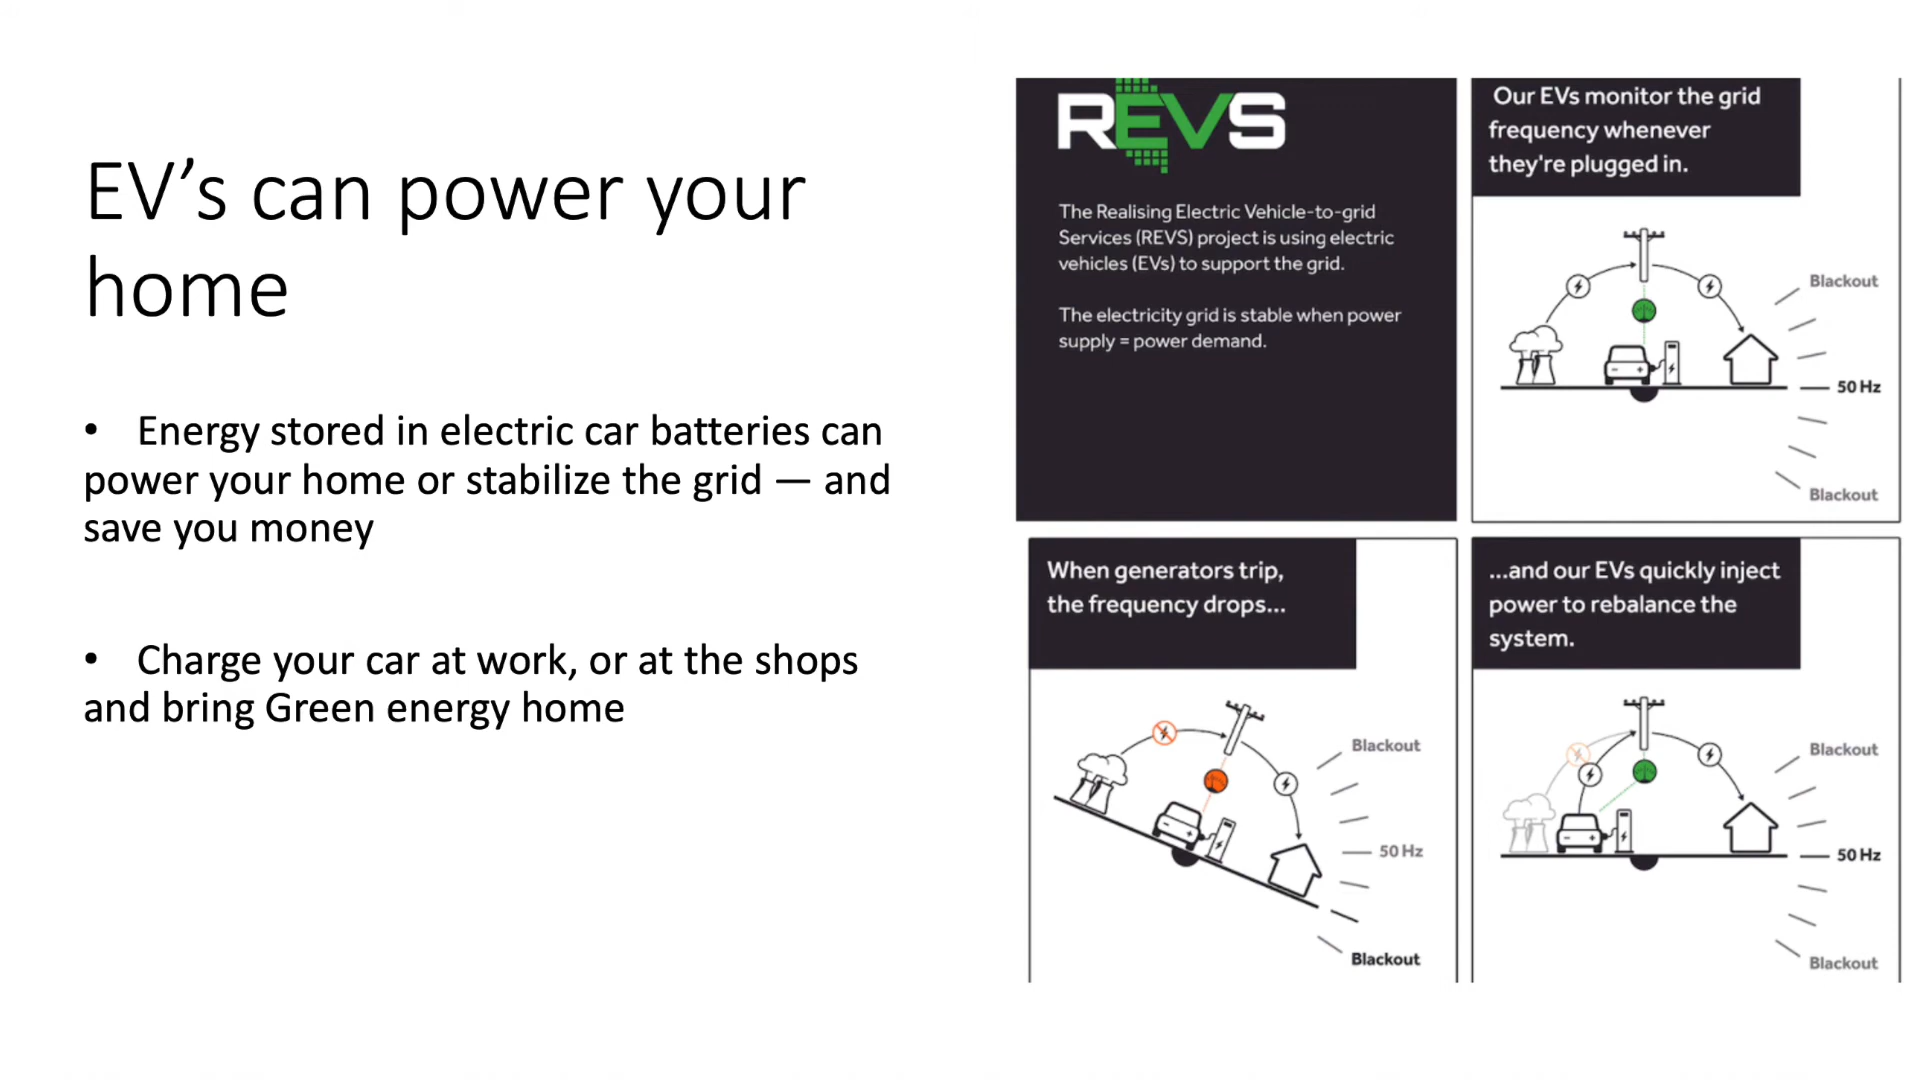 EV’s can power your
home
• Energy stored in electric car batteries can
power your home or stabilize the grid — and
save you money
• Charge your car at work, or at the shops
and bring Green energy home
REVS
The Realising Electric Vehicle-to-grid
Services (REVS) project is using electric
vehicles (EVs) to support the grid.
The electricity grid is stable when power
supply = power demand.
Our EVs monitor the grid
frequency whenever
they're plugged in.
Blackout
50 Hz
Blackout
When generators trip,
the frequency drops...
Blackout
50 Hz
Blackout
...and our EVs quickly inject
power to rebalance the
system.
Blackout
50 Hz
Blackout